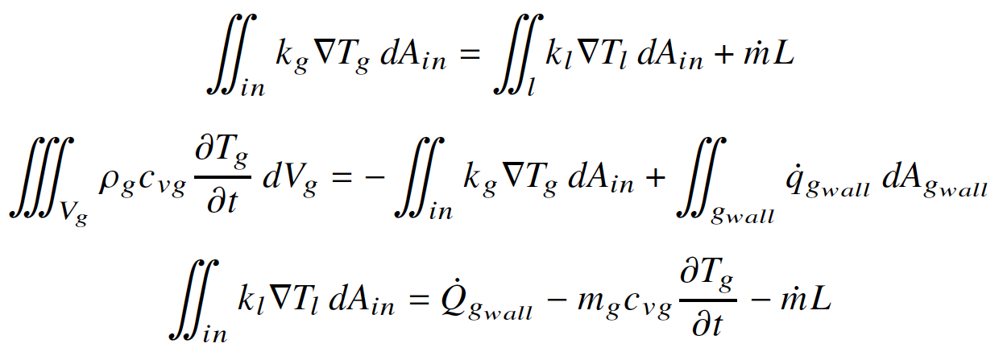 ∬_{in} k_g ∇T_g dA_{in} = ∬_l k_l ∇T_l dA_{in} + ṁL
∭_{V_g} ρ_g c_{vg} \frac{∂T_g}{∂t} dV_g = − ∬_{in} k_g ∇T_g dA_{in} + ∬_{g_{wall}} q̇_{g_{wall}} dA_{g_{wall}}
∬_{in} k_l ∇T_l dA_{in} = Q̇_{g_{wall}} − m_g c_{vg} \frac{∂T_g}{∂t} − ṁL